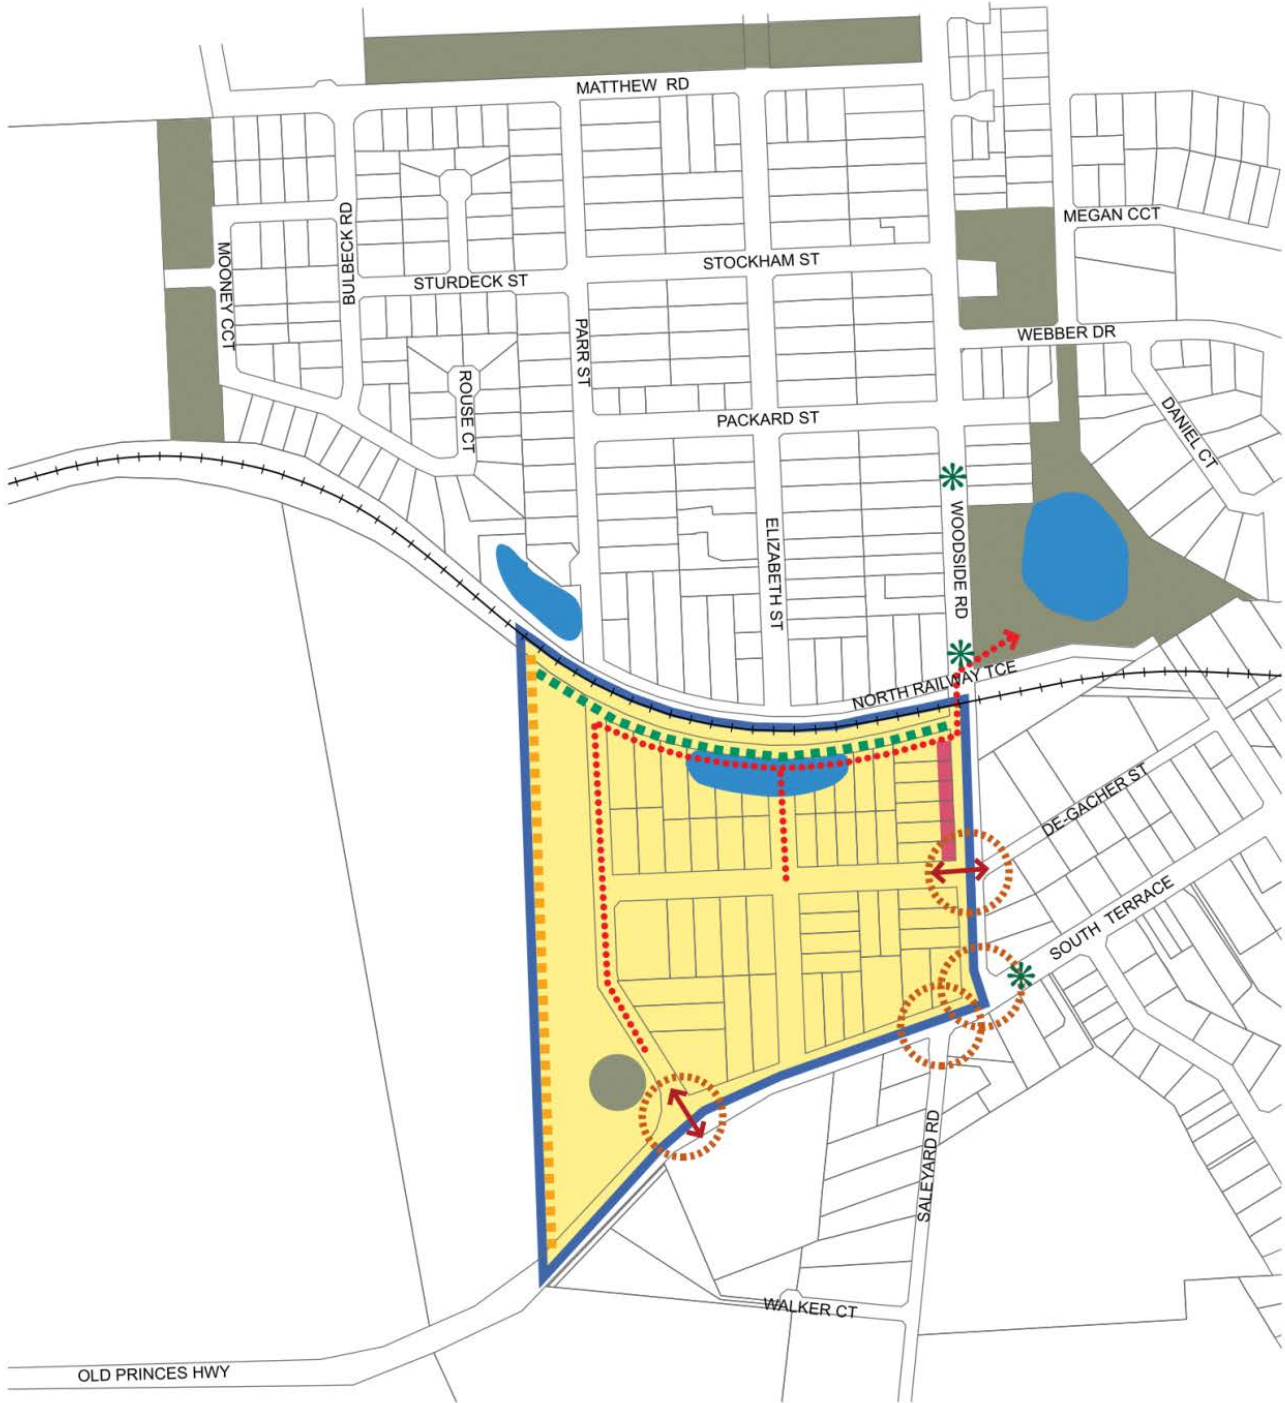 MATTHEW RD
MEGAN CCT
BULBECK RD
MOONEY CCT
STOCKHAM ST
STURDECK ST
WEBBER DR
PARR ST
ROUSE CT
PACKARD ST
DANIEL CT
WOODSIDE RD
ELIZABETH ST
NORTH RAILWAY TCE
DE-GACHER ST
SOUTH TERRACE
SALEYARD RD
WALKER CT
OLD PRINCES HWY